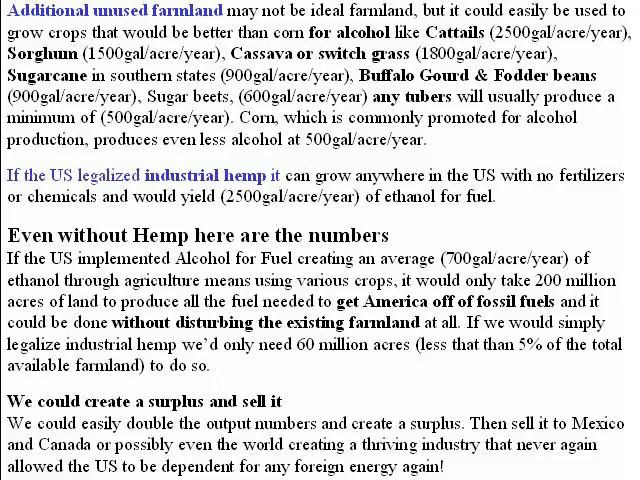 Additional unused farmland may not be ideal farmland, but it could easily be used to
grow crops that would be better than corn for alcohol like Cattails (2500gal/acre/year),
Sorghum (1500gal/acre/year), Cassava or switch grass (1800gal/acre/year),
Sugarcane in southern states (900gal/acre/year), Buffalo Gourd & Fodder beans
(900gal/acre/year), Sugar beets, (600gal/acre/year) any tubers will usually produce a
minimum of (500gal/acre/year). Corn, which is commonly promoted for alcohol
production, produces even less alcohol at 500gal/acre/year.
If the US legalized industrial hemp it can grow anywhere in the US with no fertilizers
or chemicals and would yield (2500gal/acre/year) of ethanol for fuel.
Even without Hemp here are the numbers
If the US implemented Alcohol for Fuel creating an average (700gal/acre/year) of
ethanol through agriculture means using various crops, it would only take 200 million
acres of land to produce all the fuel needed to get America off of fossil fuels and it
could be done without disturbing the existing farmland at all. If we would simply
legalize industrial hemp we'd only need 60 million acres (less that than 5% of the total
available farmland) to do so.
We could create a surplus and sell it
We could easily double the output numbers and create a surplus. Then sell it to Mexico
and Canada or possibly even the world creating a thriving industry that never again
allowed the US to be dependent for any foreign energy again!